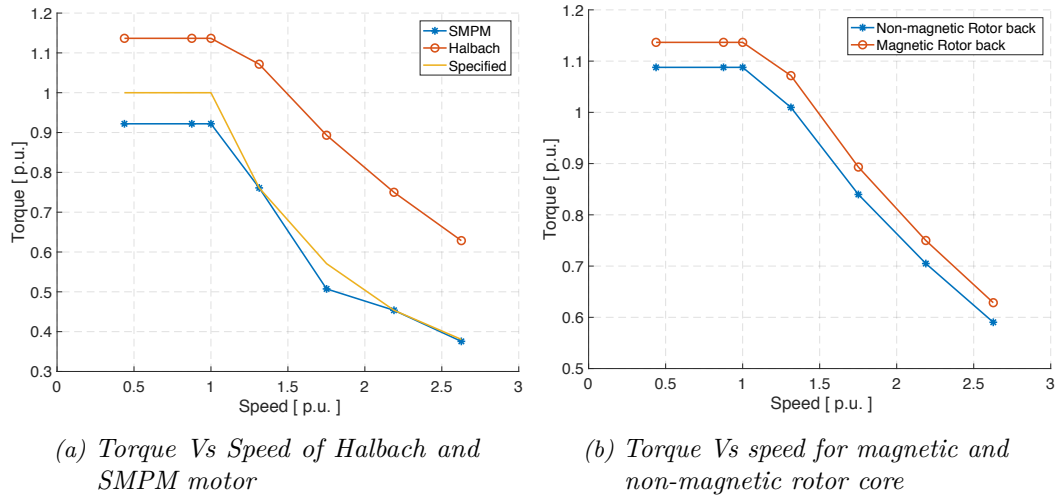 1.2
1.1
1
0.9
0.8
0.7
0.6
0.5
0.4
0.3
Torque [ p.u. ]
SMPM
Halbach
Specified
0
0.5
1
1.5
2
2.5
3
Speed [ p.u. ]
(a) Torque Vs Speed of Halbach and
SMPM motor
1.2
1.1
1
0.9
0.8
0.7
0.6
0.5
Torque [ p.u. ]
Non-magnetic Rotor back
Magnetic Rotor back
0
0.5
1
1.5
2
2.5
3
Speed [ p.u. ]
(b) Torque Vs speed for magnetic and
non-magnetic rotor core